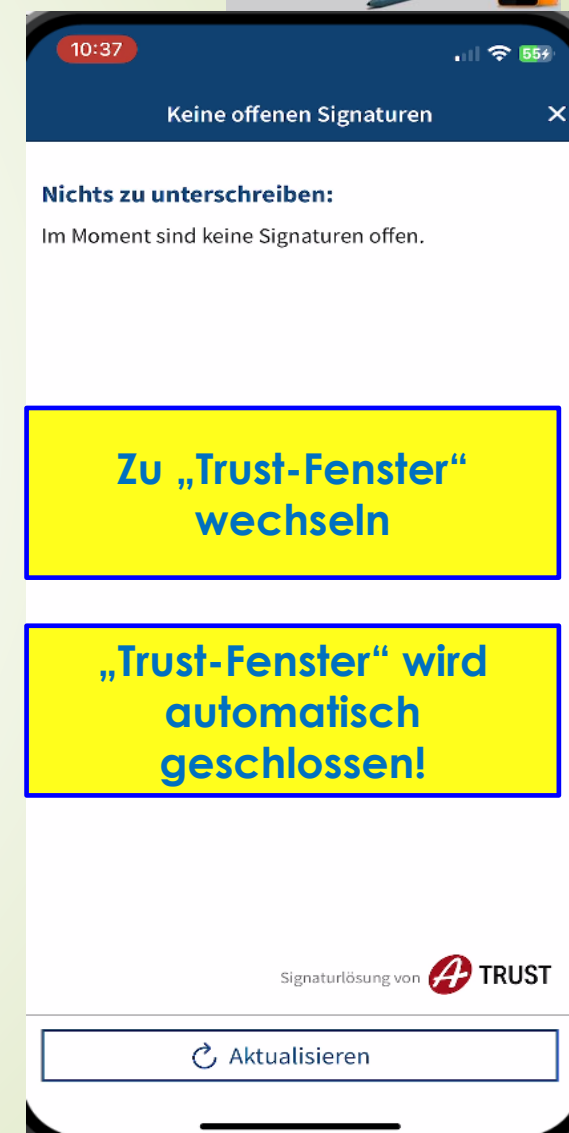 10:37
55
Keine offenen Signaturen
Nichts zu unterschreiben:
Im Moment sind keine Signaturen offen.
Zu „Trust-Fenster“
wechseln
„Trust-Fenster“ wird
automatisch
geschlossen!
Signaturlösung von A TRUST
Aktualisieren